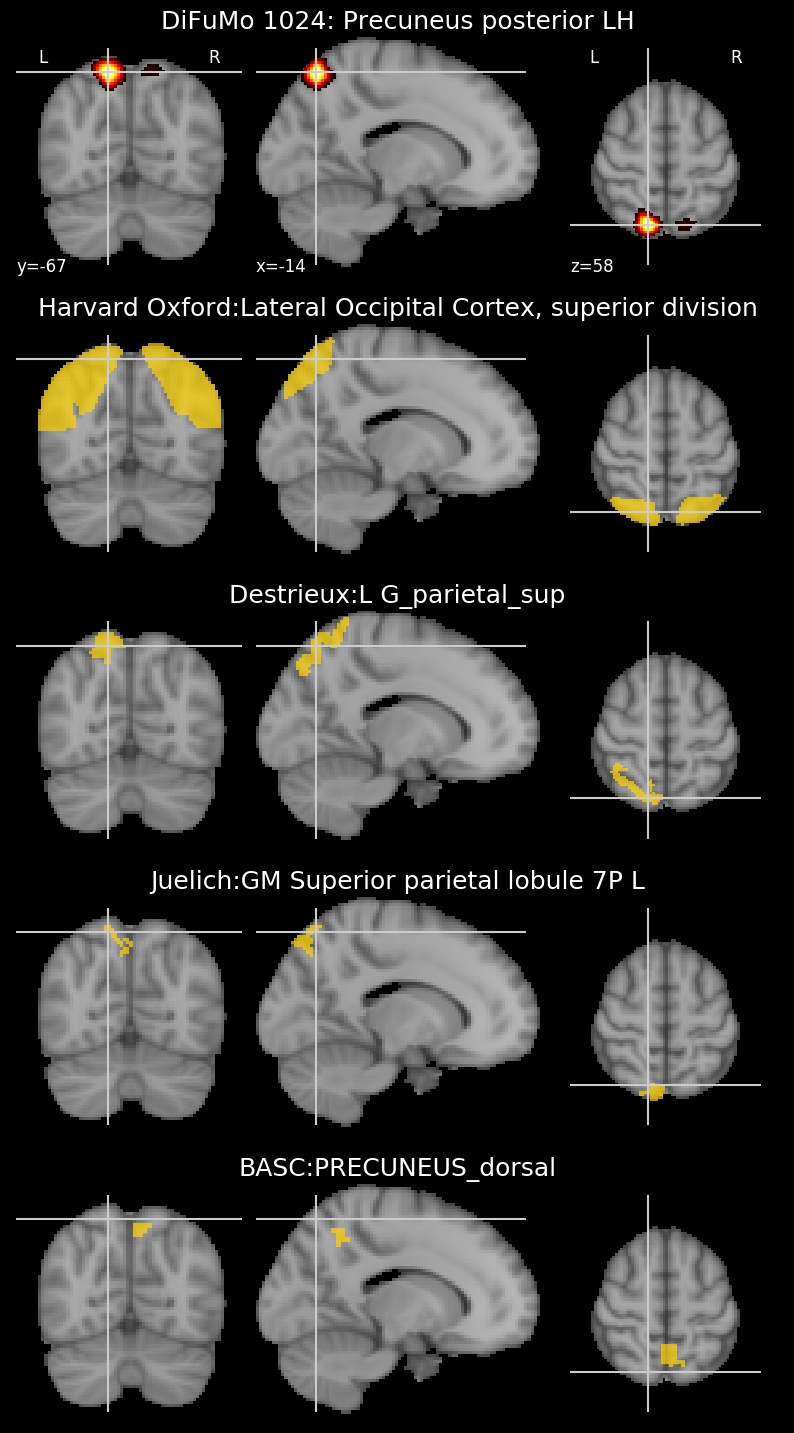 DiFuMo 1024: Precuneus posterior LH
L R L R
y=-67 x=-14 z=58
Harvard Oxford:Lateral Occipital Cortex, superior division
Destrieux:L G_parietal_sup
Juelich:GM Superior parietal lobule 7P L
BASC:PRECUNEUS_dorsal